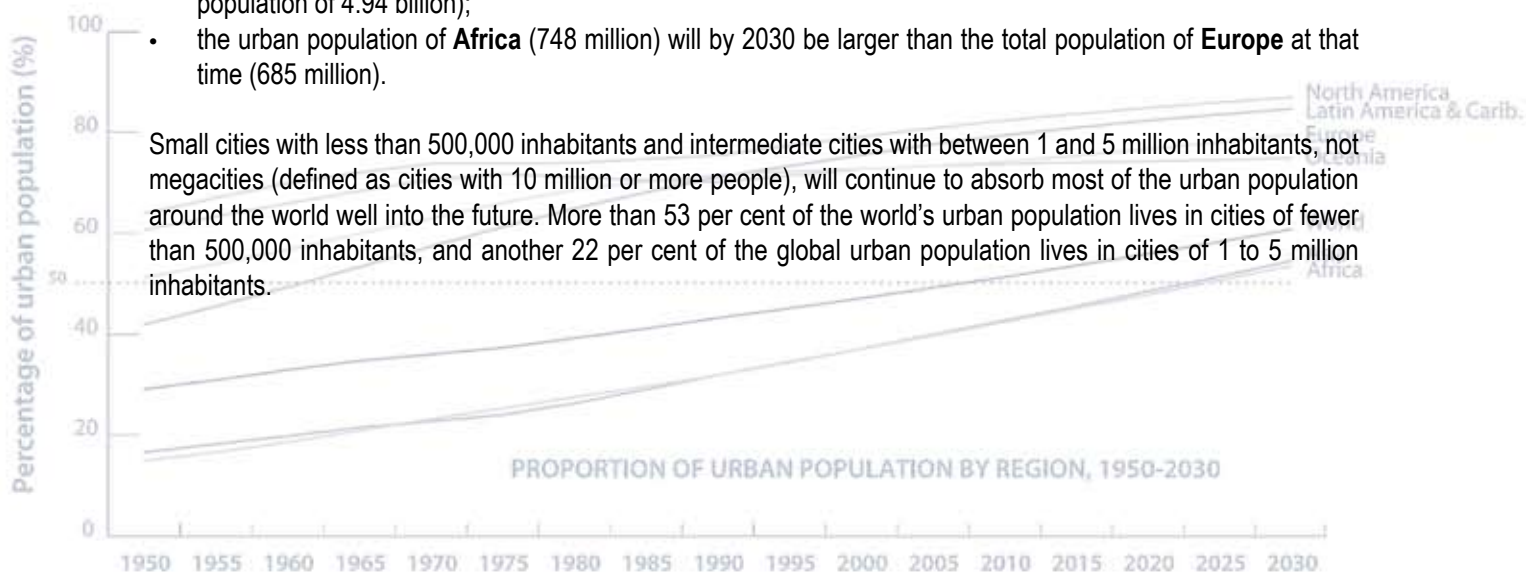 population of 4.94 billion);
• the urban population of Africa (748 million) will by 2030 be larger than the total population of Europe at that
time (685 million).
Small cities with less than 500,000 inhabitants and intermediate cities with between 1 and 5 million inhabitants, not
megacities (defined as cities with 10 million or more people), will continue to absorb most of the urban population
around the world well into the future. More than 53 per cent of the world's urban population lives in cities of fewer
than 500,000 inhabitants, and another 22 per cent of the global urban population lives in cities of 1 to 5 million
inhabitants.
Percentage of urban population (%)
100
80
60
50
40
20
0
North America
Latin America & Carib.
Europe
Oceania
World
Africa
PROPORTION OF URBAN POPULATION BY REGION, 1950-2030
1950 1955 1960 1965 1970 1975 1980 1985 1990 1995 2000 2005 2010 2015 2020 2025 2030